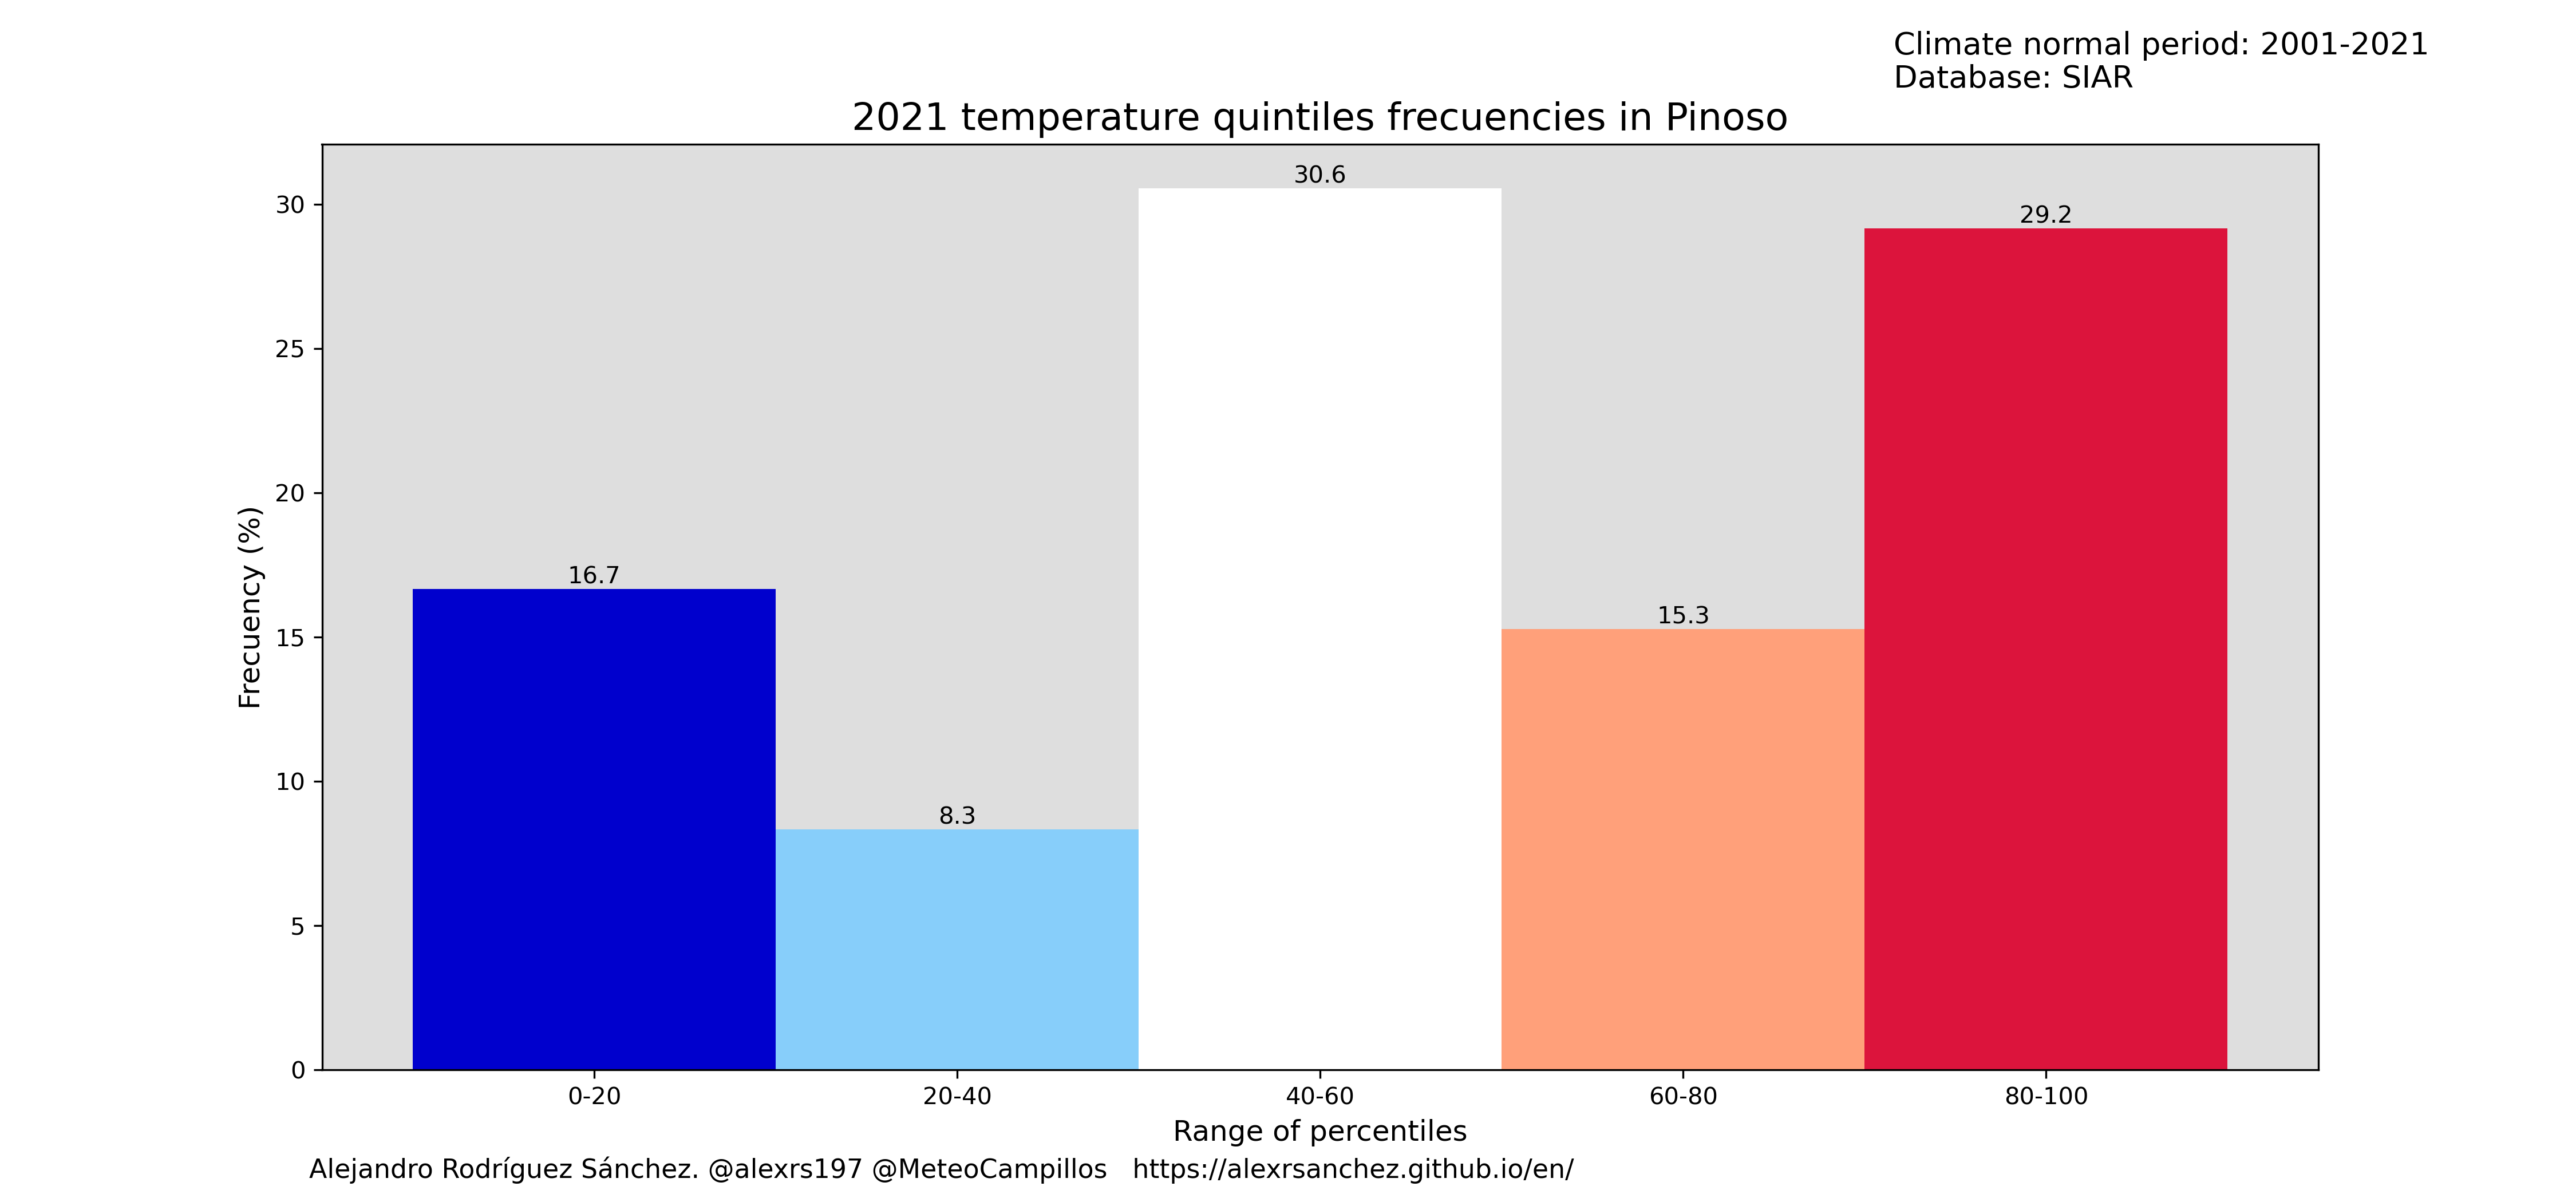 Climate normal period: 2001-2021
Database: SIAR
2021 temperature quintiles frecuencies in Pinoso
Frecuency (%)
30
25
20
15
10
5
0
16.7
8.3
30.6
15.3
29.2
0-20
20-40
40-60
60-80
80-100
Range of percentiles
Alejandro Rodríguez Sánchez. @alexrs197 @MeteoCampillos   https://alexrsanchez.github.io/en/